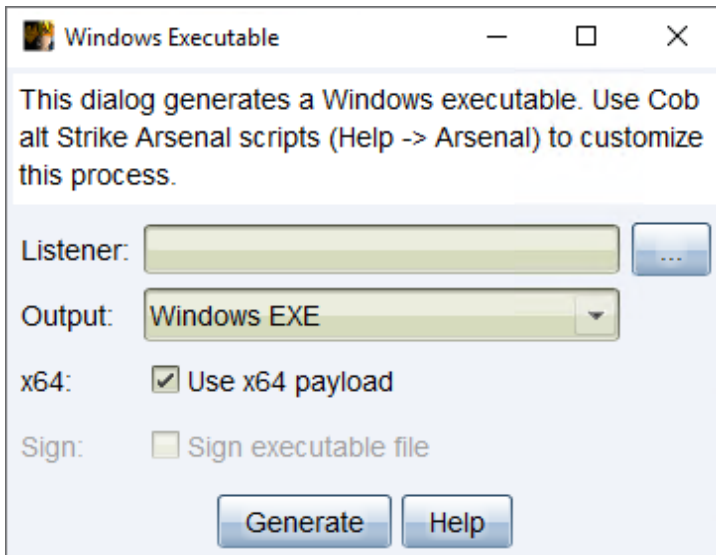 Windows Executable
This dialog generates a Windows executable. Use Cob
alt Strike Arsenal scripts (Help -> Arsenal) to customize
this process.
Listener:
...
Output: Windows EXE
x64: Use x64 payload
Sign: Sign executable file
Generate Help